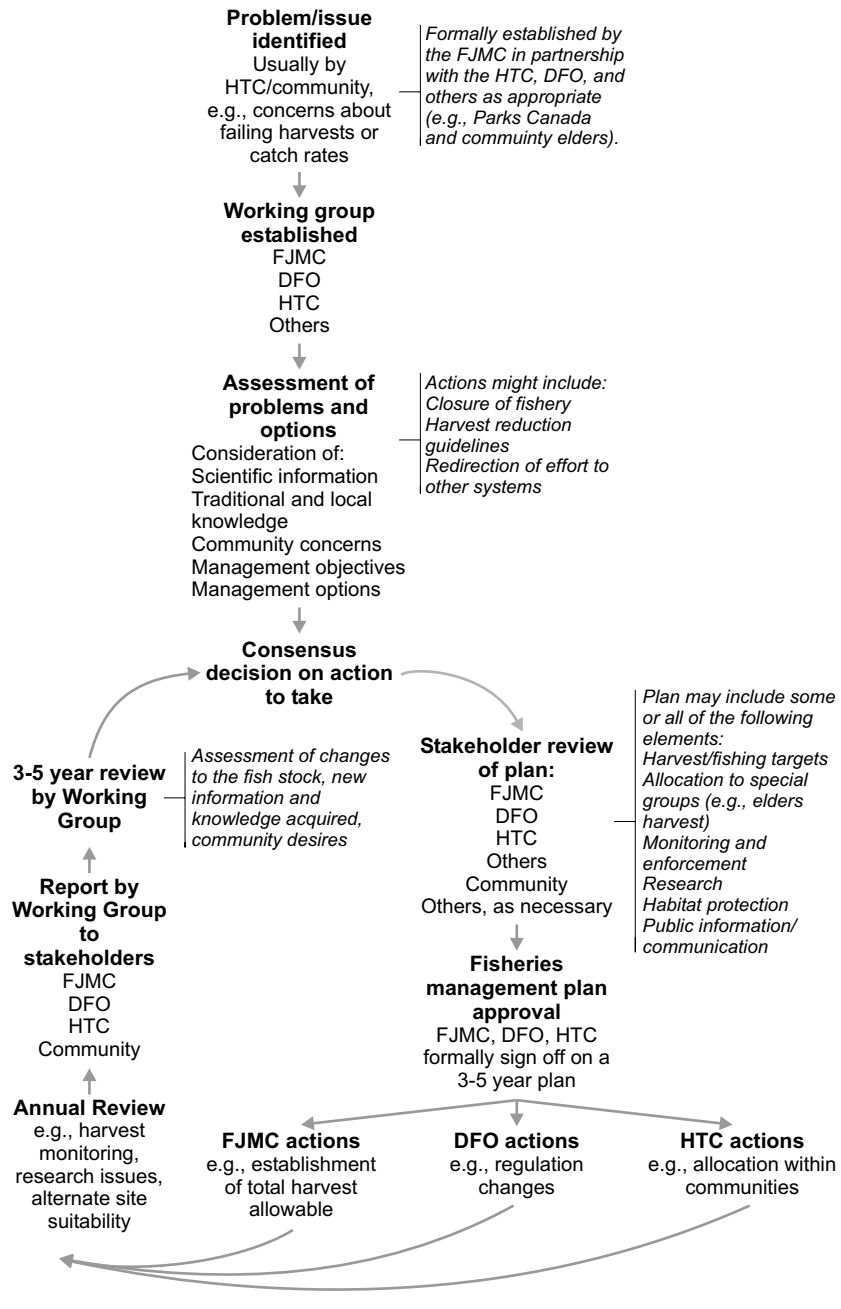 Problem/issue
identified
Usually by
HTC/community,
e.g., concerns about
failing harvests or
catch rates
Formally established by
the FJMC in partnership
with the HTC, DFO, and
others as appropriate
(e.g., Parks Canada
and commuinty elders).
Working group
established
FJMC
DFO
HTC
Others
Assessment of
problems and
options
Consideration of:
Scientific information
Traditional and local
knowledge
Community concerns
Management objectives
Management options
Actions might include:
Closure of fishery
Harvest reduction
guidelines
Redirection of effort to
other systems
Consensus
decision on action
to take
Stakeholder review
of plan:
FJMC
DFO
HTC
Others
Community
Others, as necessary
Plan may include some
or all of the following
elements:
Harvest/fishing targets
Allocation to special
groups (e.g., elders
harvest)
Monitoring and
enforcement
Research
Habitat protection
Public information/
communication
Fisheries
management plan
approval
FJMC, DFO, HTC
formally sign off on a
3-5 year plan
FJMC actions
e.g., establishment
of total harvest
allowable
DFO actions
e.g., regulation
changes
HTC actions
e.g., allocation within
communities
Annual Review
e.g., harvest
monitoring,
research issues,
alternate site
suitability
Report by
Working Group
to
stakeholders
FJMC
DFO
HTC
Community
3-5 year review
by Working
Group
Assessment of changes
to the fish stock, new
information and
knowledge acquired,
community desires